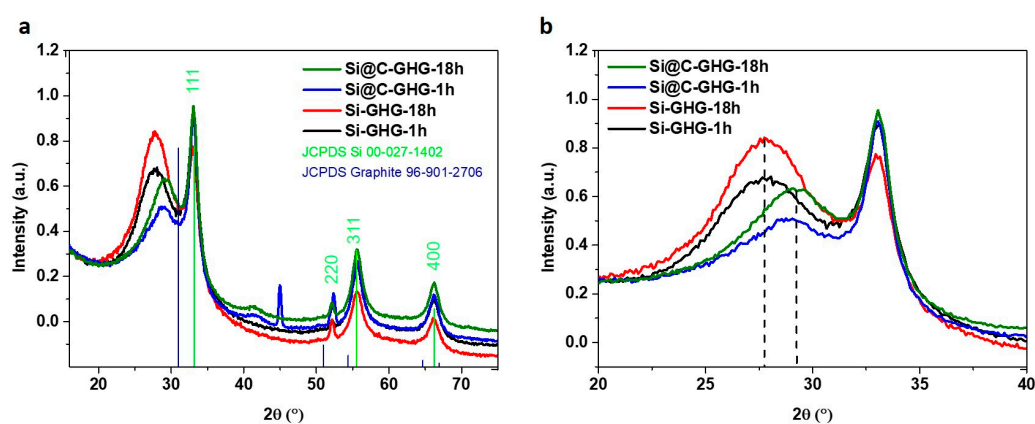 a
1.2
1.0
0.8
0.6
0.4
0.2
0.0
Intensity (a.u.)
111
220
311
400
Si@C-GHG-18h
Si@C-GHG-1h
Si-GHG-18h
Si-GHG-1h
JCPDS Si 00-027-1402
JCPDS Graphite 96-901-2706
20 30 40 50 60 70
2θ (°)
b
1.2
1.0
0.8
0.6
0.4
0.2
0.0
Intensity (a.u.)
Si@C-GHG-18h
Si@C-GHG-1h
Si-GHG-18h
Si-GHG-1h
20 25 30 35 40
2θ (°)